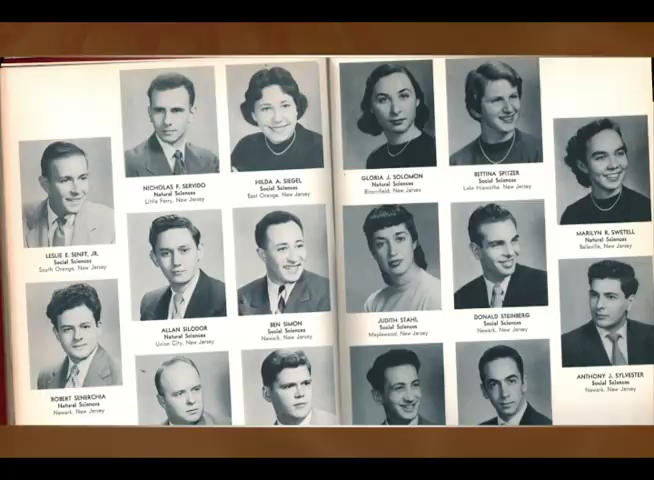 LESLIE E. SENFT, JR.
Social Sciences
South Orange, New Jersey
ROBERT SENERCHIA
Natural Sciences
Newark, New Jersey
NICHOLAS F. SERVIDO
Natural Sciences
Little Ferry, New Jersey
ALLAN SILODOR
Natural Sciences
Union City, New Jersey
HILDA A. SIEGEL
Social Sciences
East Orange, New Jersey
BEN SIMON
Social Sciences
Newark, New Jersey
GLORIA J. SOLOMON
Natural Sciences
Bloomfield, New Jersey
JUDITH STAHL
Social Sciences
Maplewood, New Jersey
BETTINA SPITZER
Social Sciences
Lake Hiawatha, New Jersey
DONALD STEINBERG
Social Sciences
Newark, New Jersey
MARILYN R. SWETELL
Natural Sciences
Belleville, New Jersey
ANTHONY J. SYLVESTER
Social Sciences
Newark, New Jersey